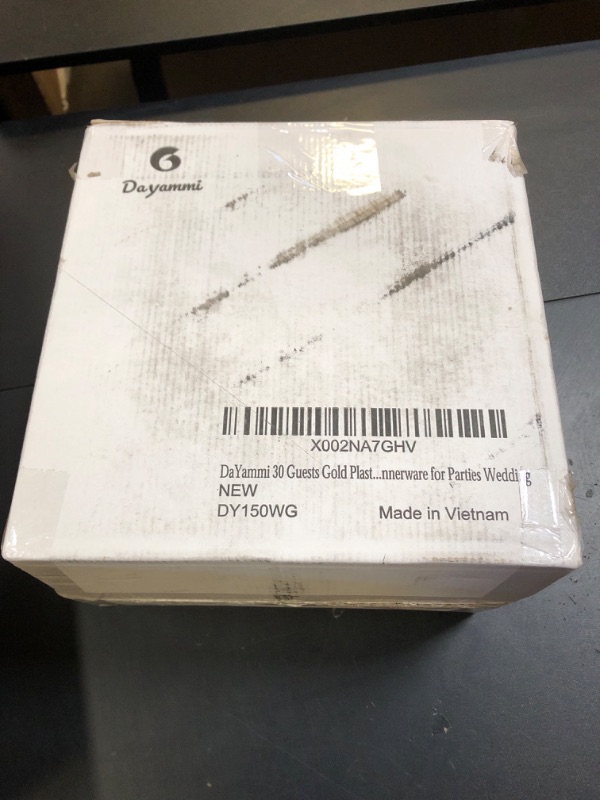 Dayammi
X002NA7GHV
DaYammi 30 Guests Gold Plast...nnerware for Parties Wedding
NEW
DY150WG Made in Vietnam